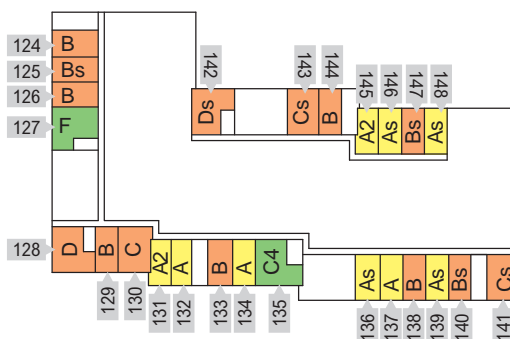 124 B
125 Bs
126 B
127 F
142 143 144 145 146 147 148
Ds Cs B A2 As Bs As
128 D B C A2 A B A C4
129 130 131 132 133 134 135
As A B As Bs Cs
136 137 138 139 140 141